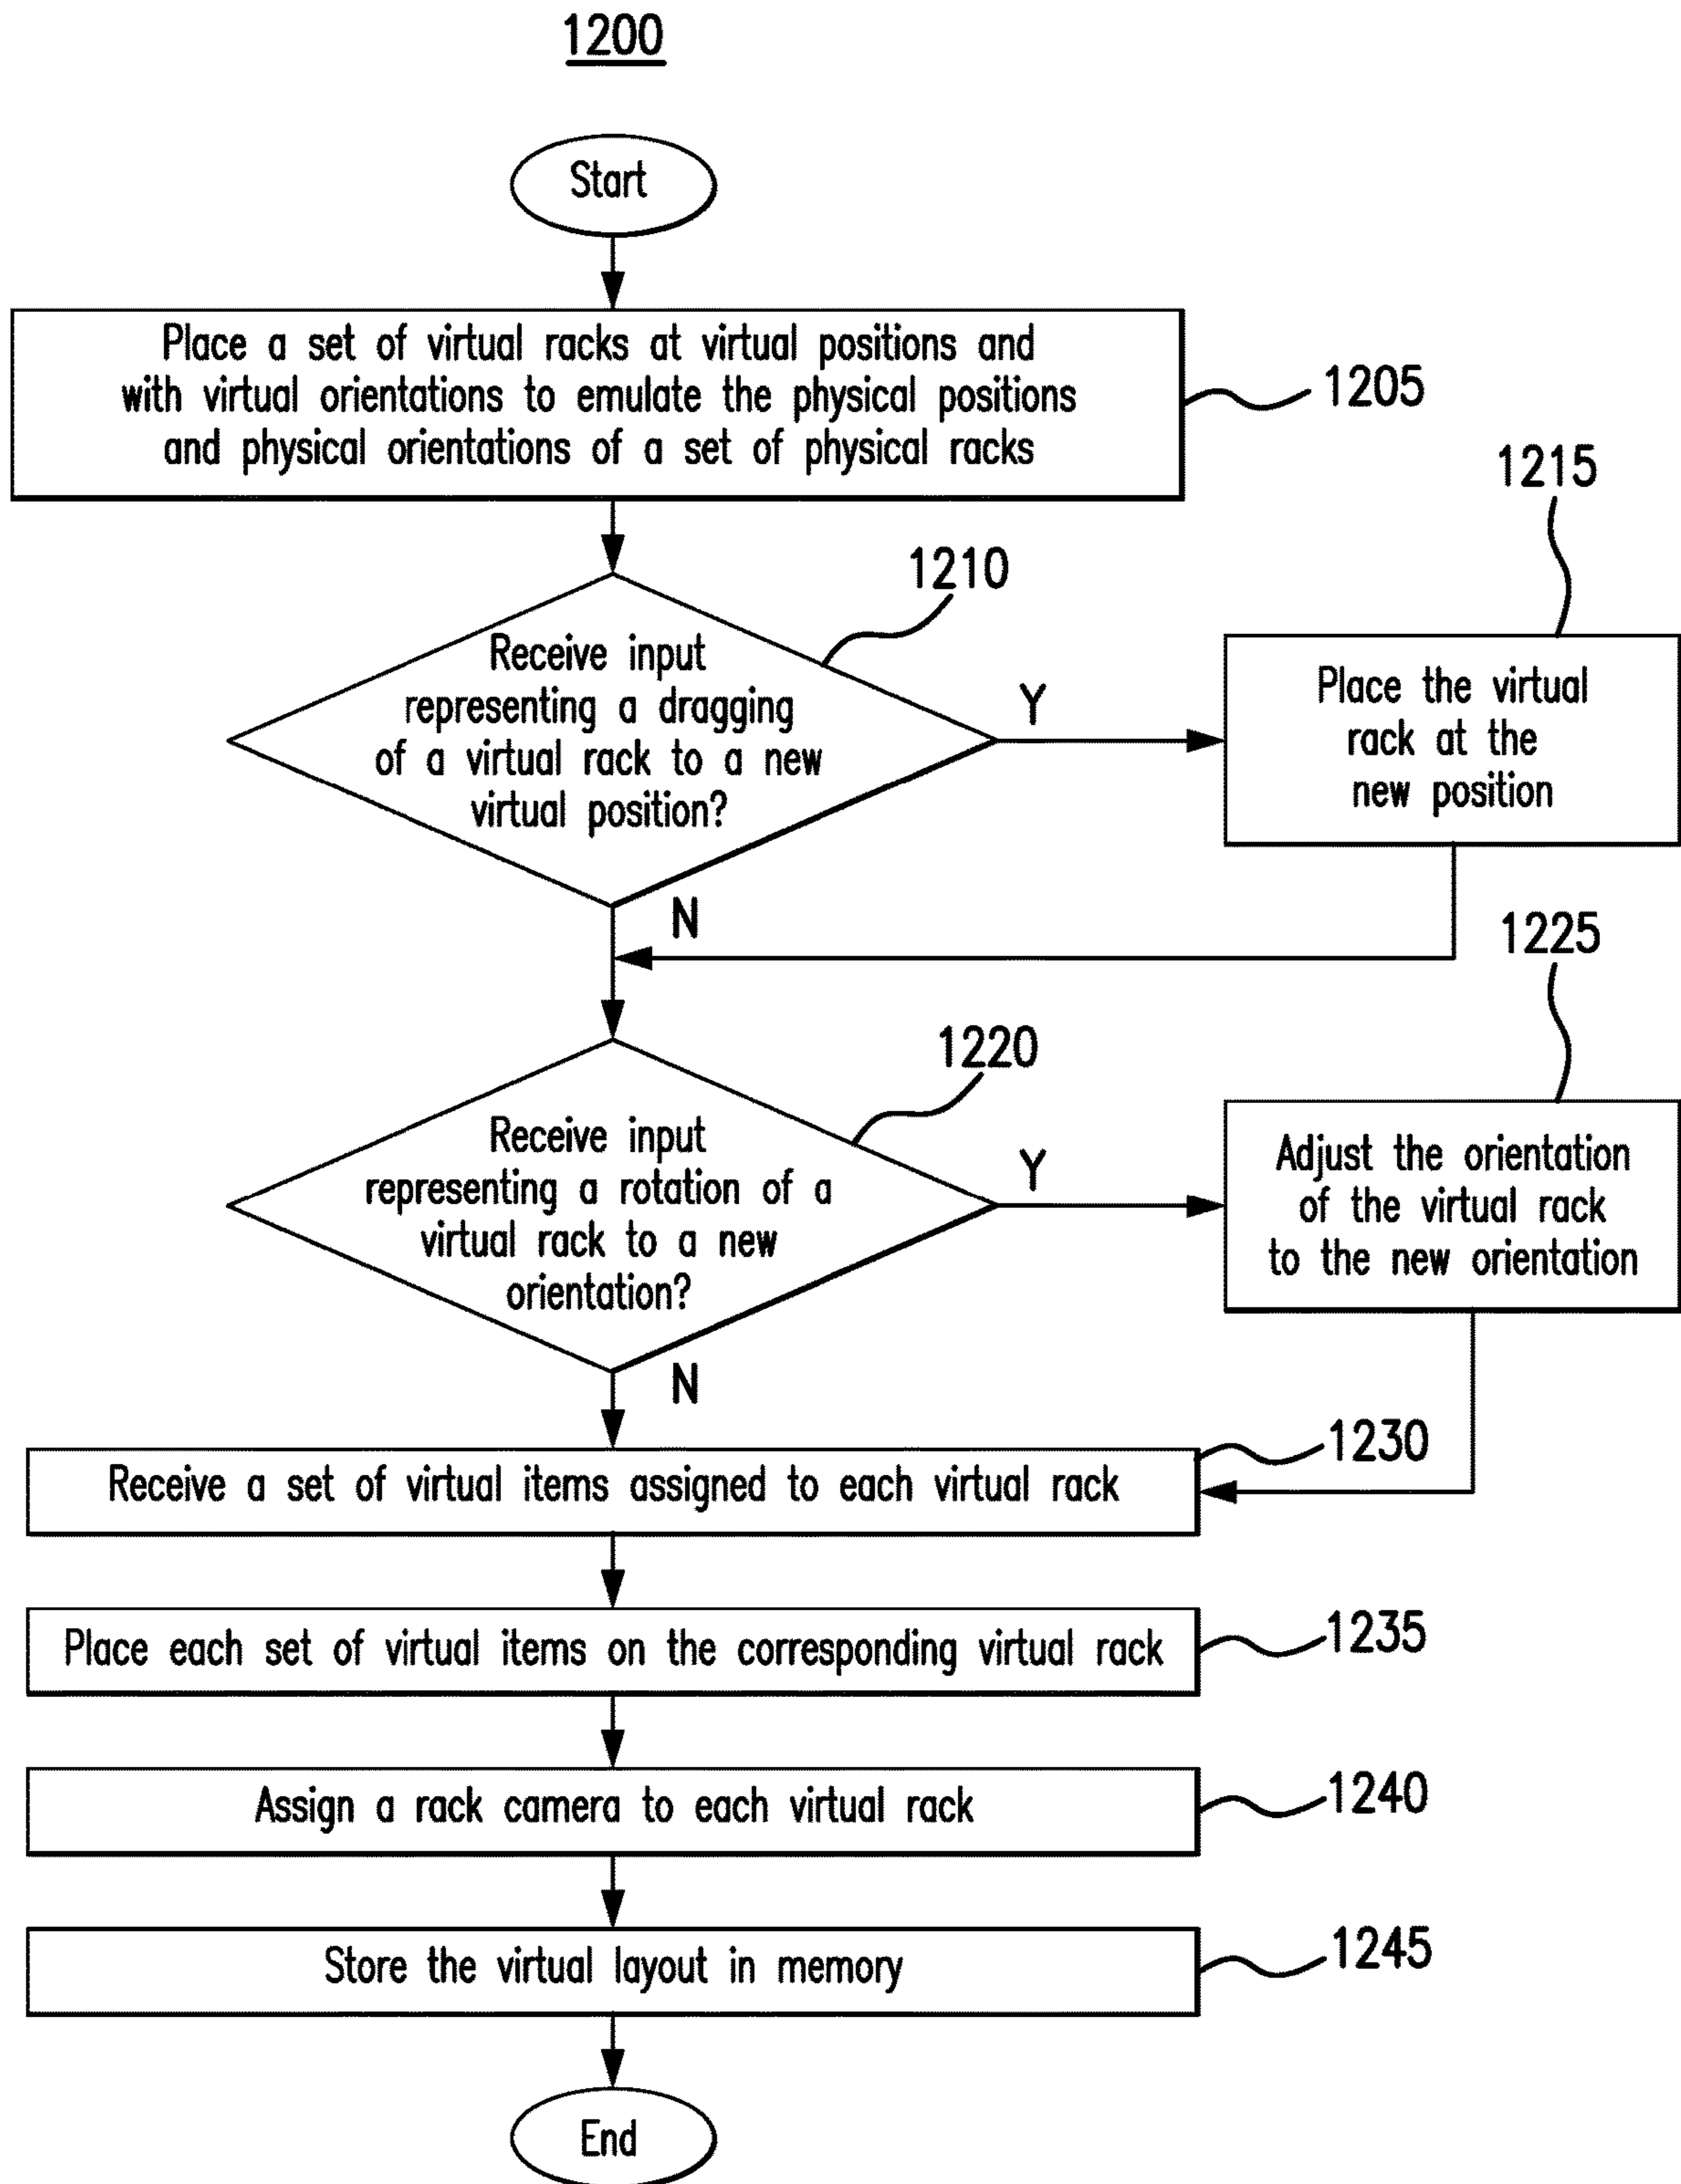 1200
Start
Place a set of virtual racks at virtual positions and
with virtual orientations to emulate the physical positions
and physical orientations of a set of physical racks
1205
1210
Receive input
representing a dragging
of a virtual rack to a new
virtual position?
Y
N
1215
Place the virtual
rack at the
new position
1220
Receive input
representing a rotation of a
virtual rack to a new
orientation?
Y
N
1225
Adjust the orientation
of the virtual rack
to the new orientation
Receive a set of virtual items assigned to each virtual rack
1230
Place each set of virtual items on the corresponding virtual rack
1235
Assign a rack camera to each virtual rack
1240
Store the virtual layout in memory
1245
End